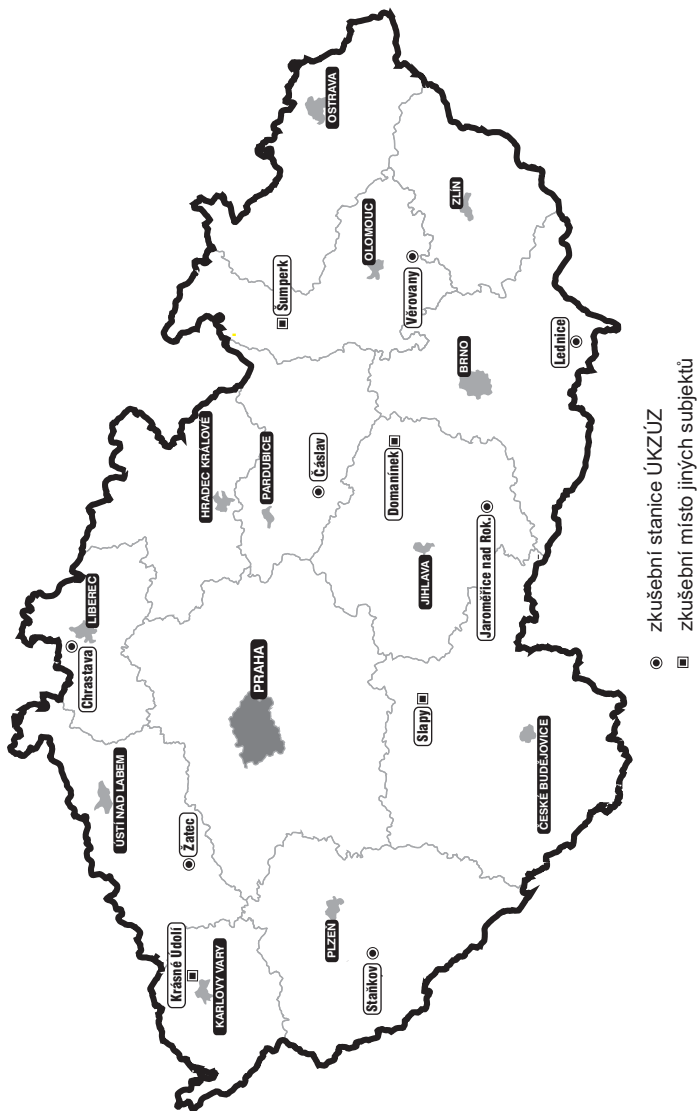 LIBEREC
Chrastava
ÚSTÍ NAD LABEM
Žatec
Krásné Údolí
KARLOVY VARY
PRAHA
HRADEC KRÁLOVÉ
PARDUBICE
Čáslav
Šumperk
OSTRAVA
OLOMOUC
Věrovany
ZLÍN
PLZEŇ
Staňkov
Slapy
ČESKÉ BUDĚJOVICE
JIHLAVA
Domanínek
Jaroměřice nad Rok.
BRNO
Lednice
zkušební stanice ÚKZÚZ
zkušební místo jiných subjektů